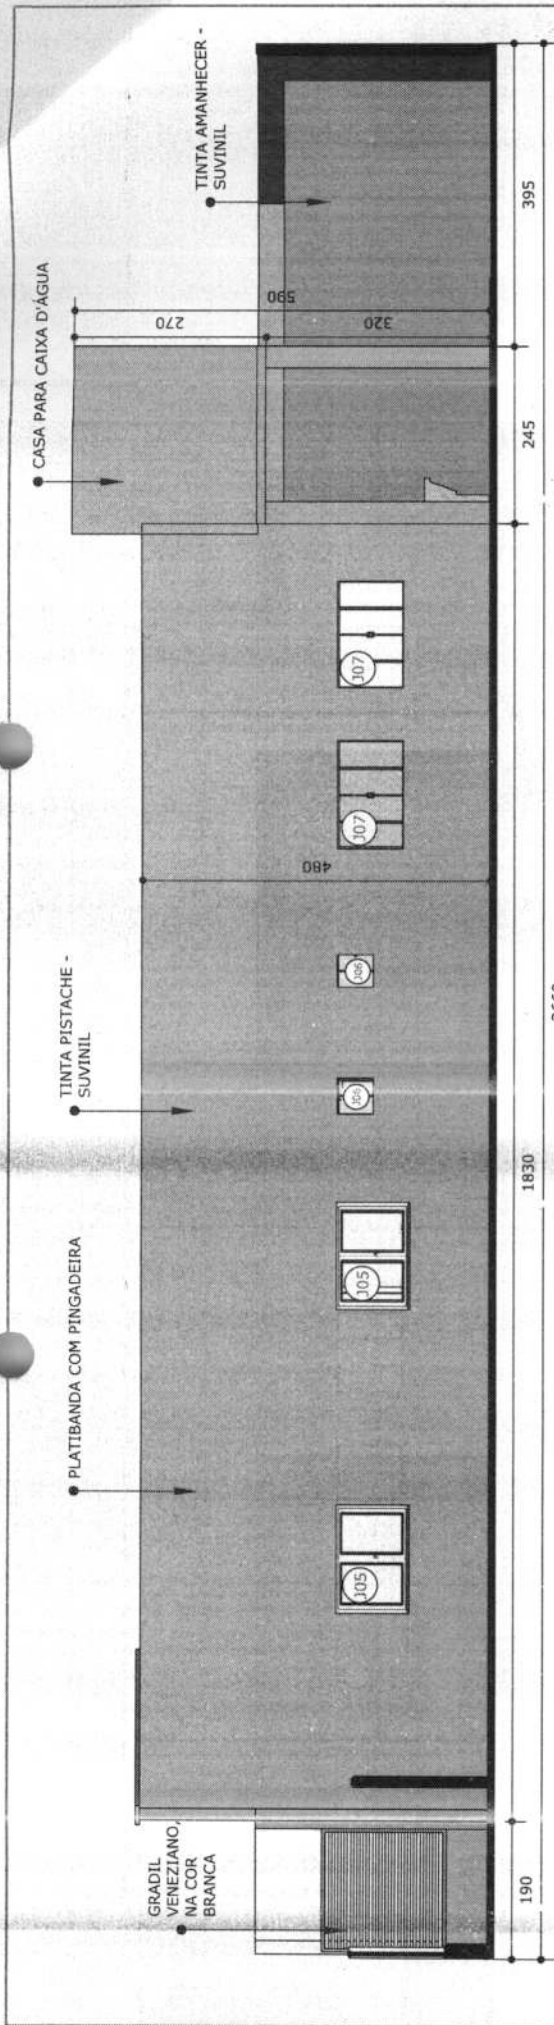 CASA PARA CAIXA D'ÁGUA
TINTA AMANHECER -
SUVINIL
TINTA PISTACHE -
SUVINIL
PLATIBANDA COM PINGADEIRA
GRADIL
VENEZIANO,
NA COR
BRANCA
270
590
320
480
J05
J05
J06
J06
J07
J07
190
1830
245
395